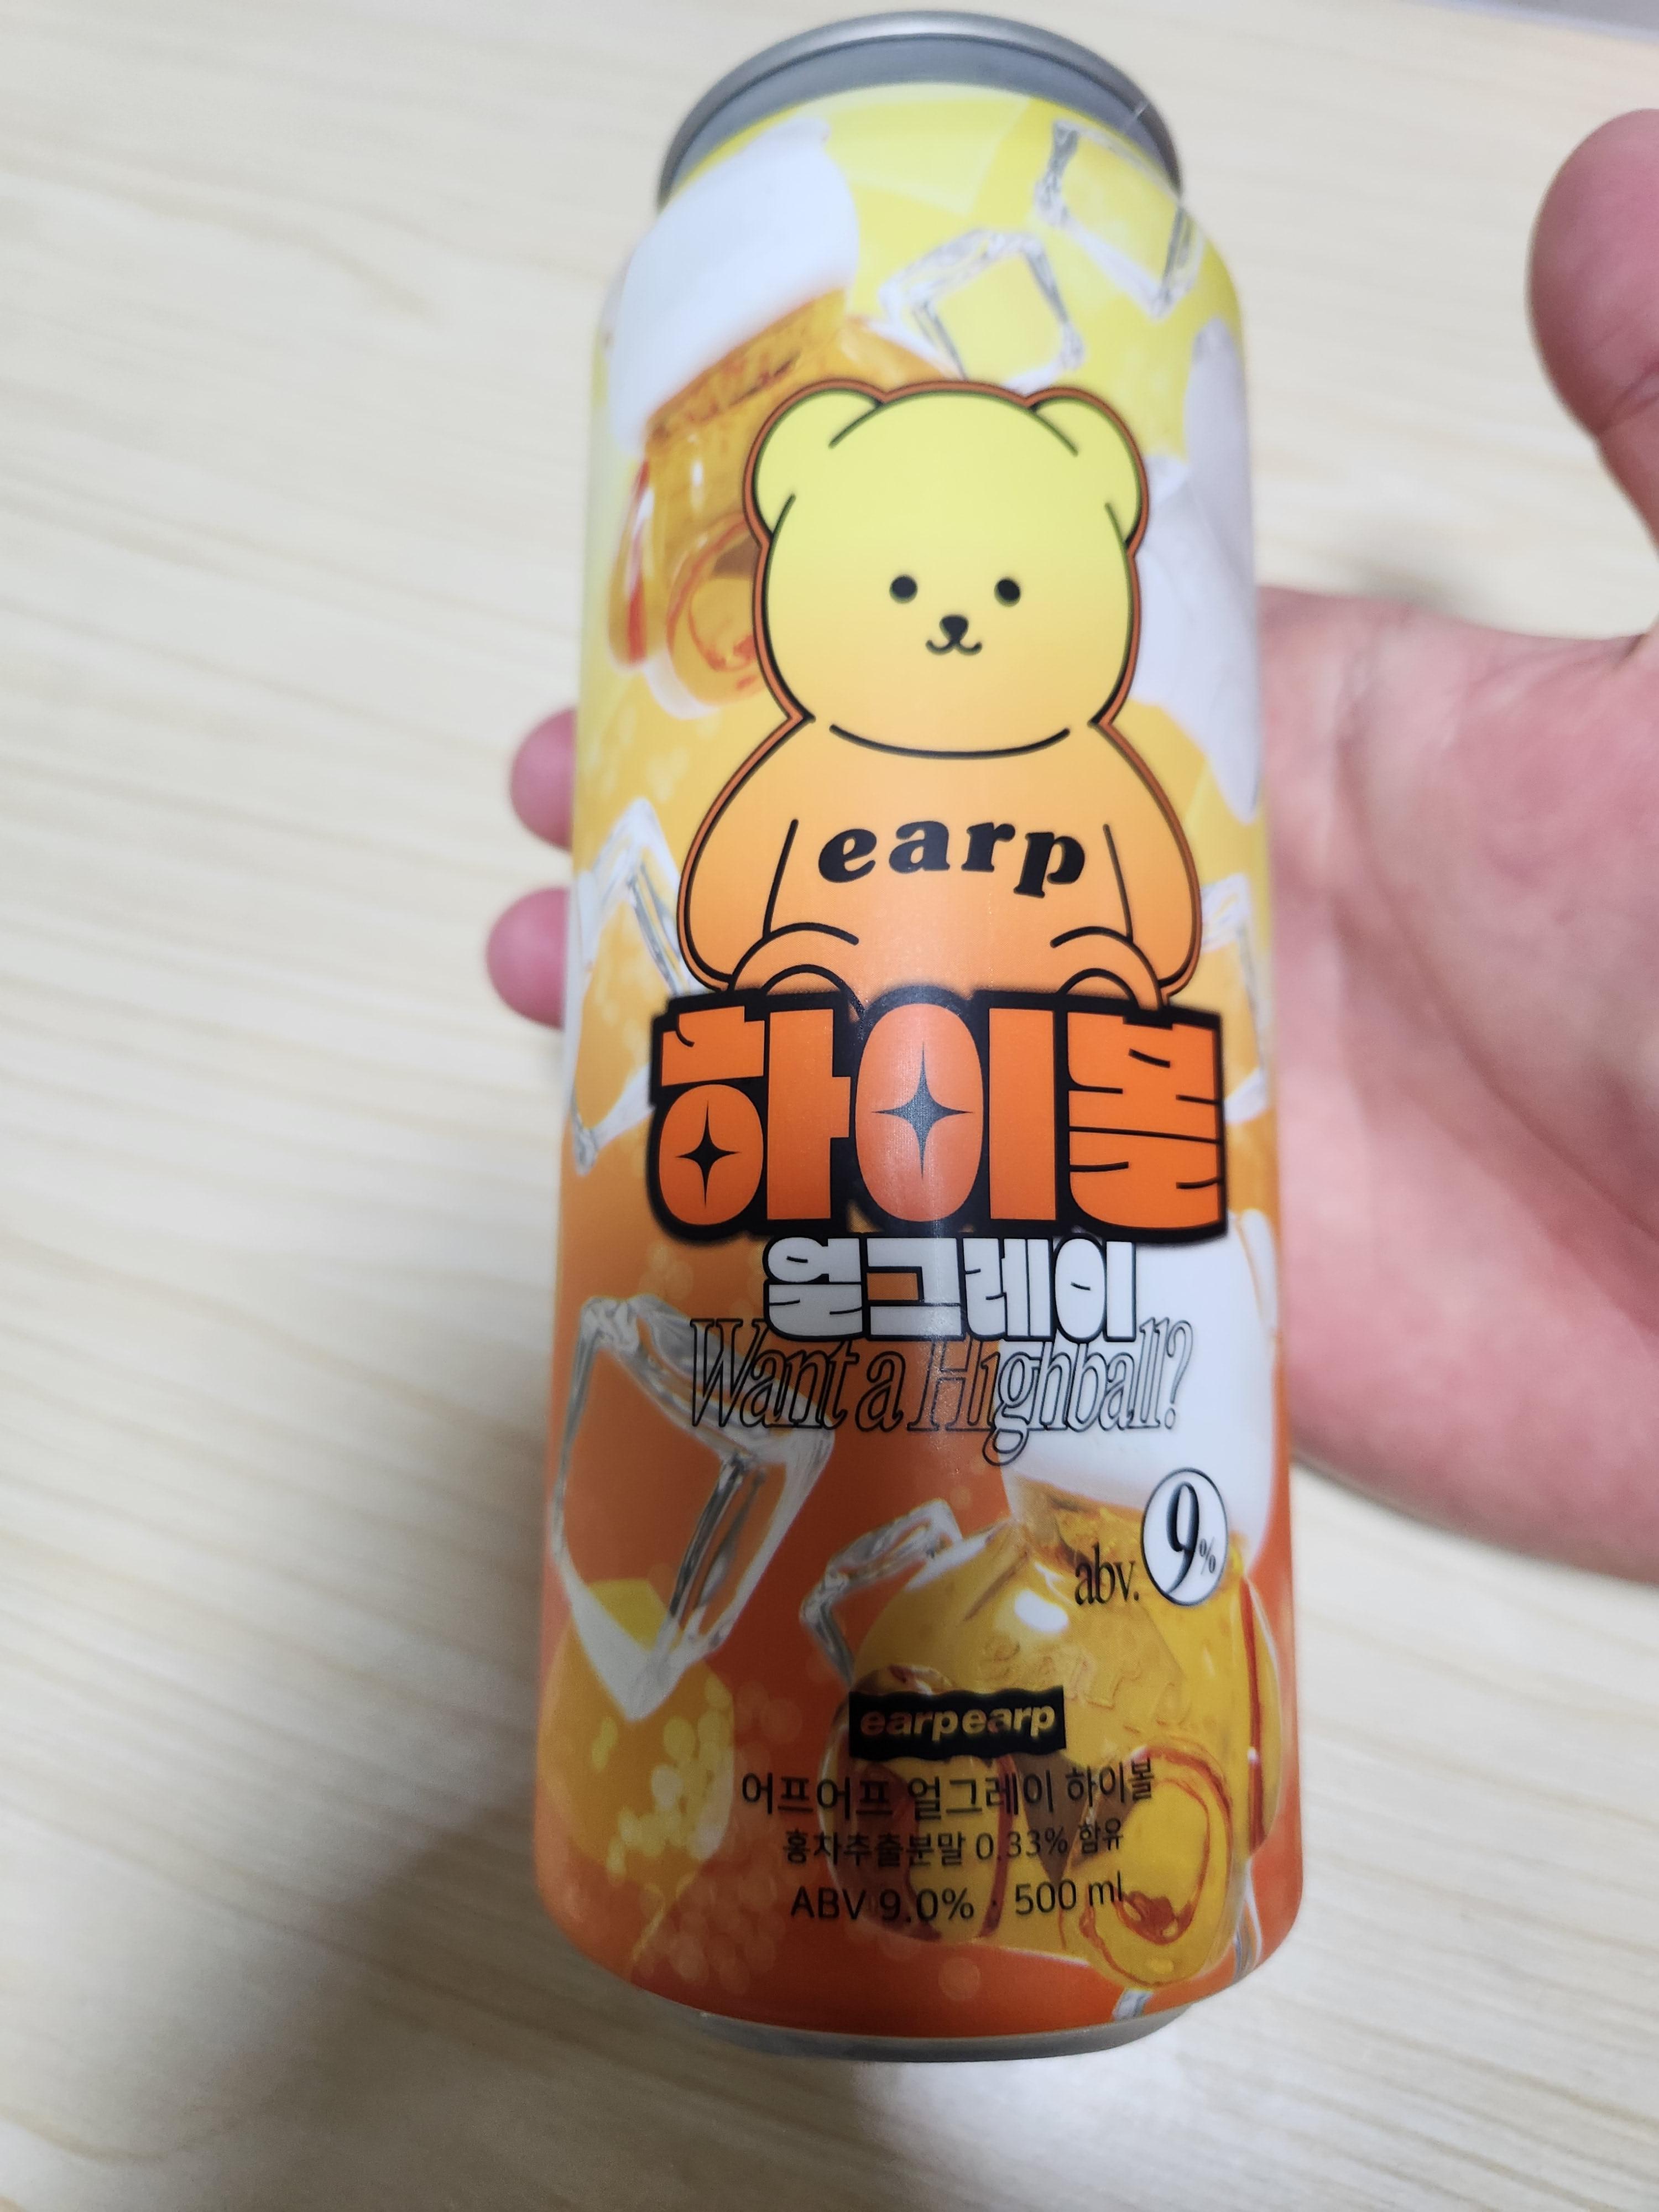 earp
하이볼
얼그레이
Want a Highball?
abv. 9%
earp earp
어프어프 얼그레이 하이볼
홍차추출분말 0.33% 함유
ABV 9.0% · 500 ml